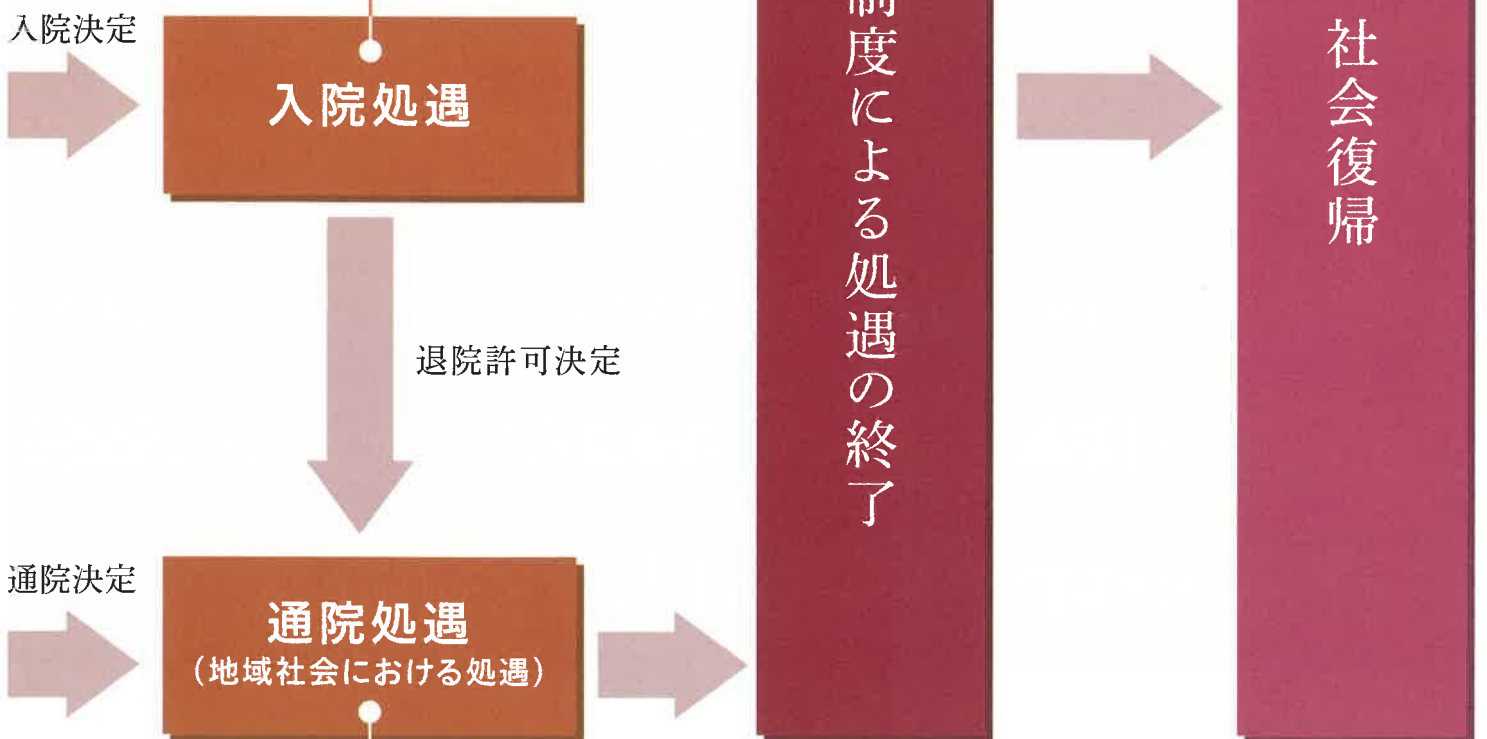 入院決定
入院処遇
退院許可決定
通院決定
通院処遇
(地域社会における処遇)
制度による処遇の終了
社会復帰